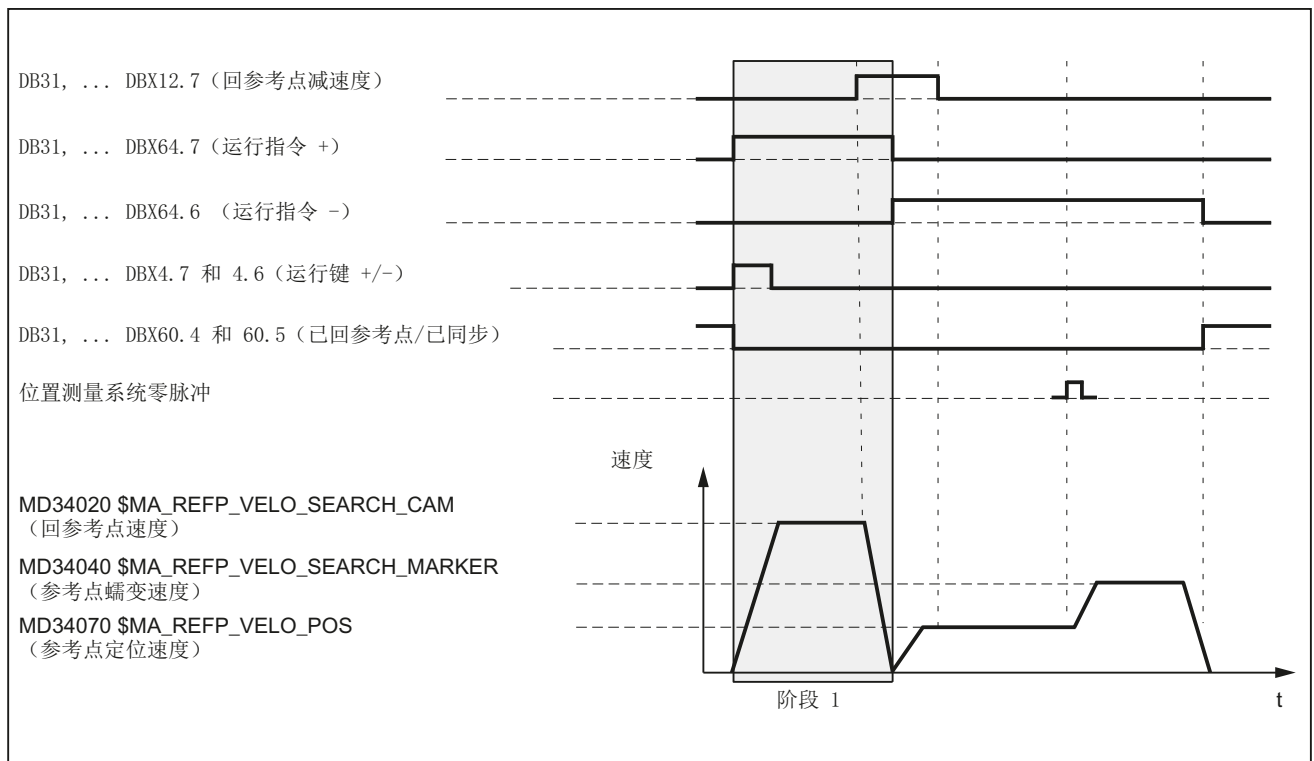 DB31, ... DBX12.7（回参考点减速度）
DB31, ... DBX64.7（运行指令 +）
DB31, ... DBX64.6 （运行指令 -）
DB31, ... DBX4.7 和 4.6（运行键 +/-）
DB31, ... DBX60.4 和 60.5（已回参考点/已同步）
位置测量系统零脉冲
速度
MD34020 $MA_REFP_VELO_SEARCH_CAM
（回参考点速度）
MD34040 $MA_REFP_VELO_SEARCH_MARKER
（参考点蠕变速度）
MD34070 $MA_REFP_VELO_POS
（参考点定位速度）
阶段 1
t